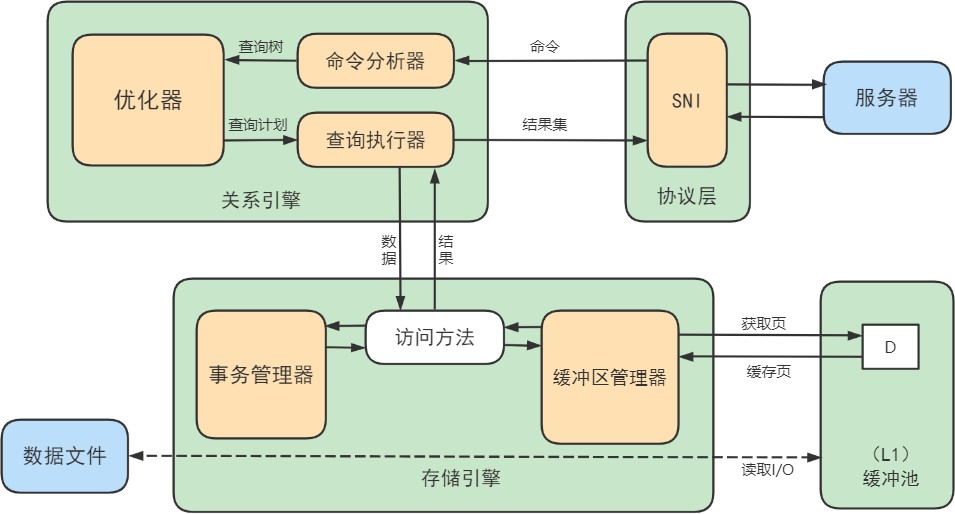 查询树
命令分析器
命令
优化器
SNI
服务器
查询计划
查询执行器
结果集
关系引擎
协议层
数
据
结
果
访问方法
获取页
D
事务管理器
缓冲区管理器
缓存页
数据文件
存储引擎
读取I/O
（L1）
缓冲池